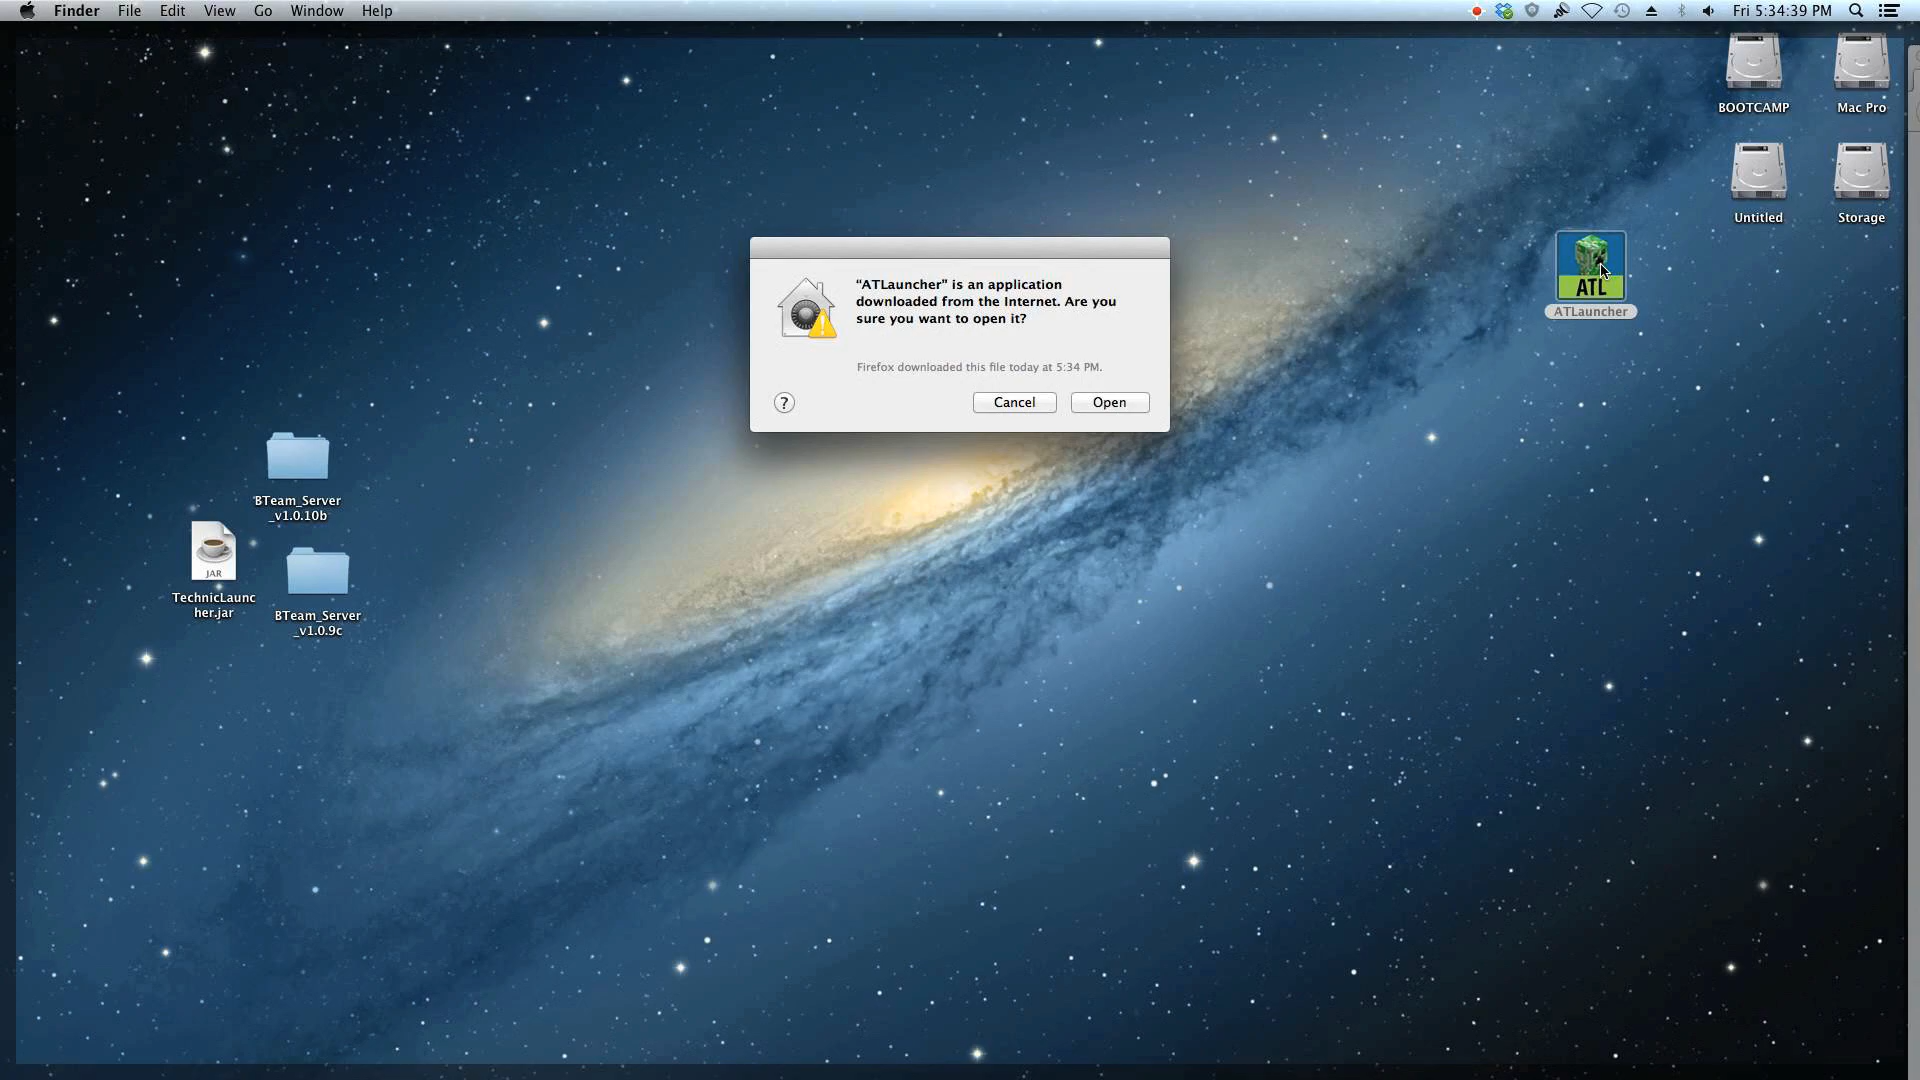 Finder File Edit View Go Window Help Fri 5:34:39 PM
BOOTCAMP
Mac Pro
Untitled
Storage
ATL
ATLauncher
“ATLauncher” is an application
downloaded from the Internet. Are you
sure you want to open it?
Firefox downloaded this file today at 5:34 PM.
?
Cancel
Open
BTeam_Server
_v1.0.10b
JAR
TechnicLaunc
her.jar
BTeam_Server
_v1.0.9c